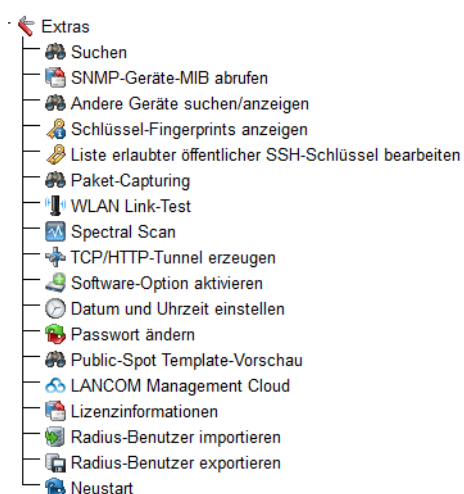 Extras
Suchen
SNMP-Geräte-MIB abrufen
Andere Geräte suchen/anzeigen
Schlüssel-Fingerprints anzeigen
Liste erlaubter öffentlicher SSH-Schlüssel bearbeiten
Paket-Capturing
WLAN Link-Test
Spectral Scan
TCP/HTTP-Tunnel erzeugen
Software-Option aktivieren
Datum und Uhrzeit einstellen
Passwort ändern
Public-Spot Template-Vorschau
LANCOM Management Cloud
Lizenzinformationen
Radius-Benutzer importieren
Radius-Benutzer exportieren
Neustart